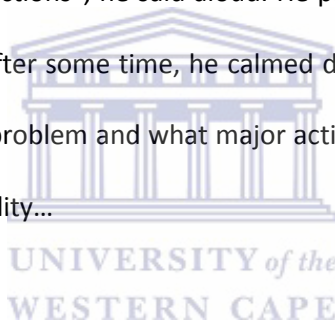 ctions", he said aloud. He p
fter some time, he calmed d
problem and what major acti
lity...
UNIVERSITY of the
WESTERN CAPE